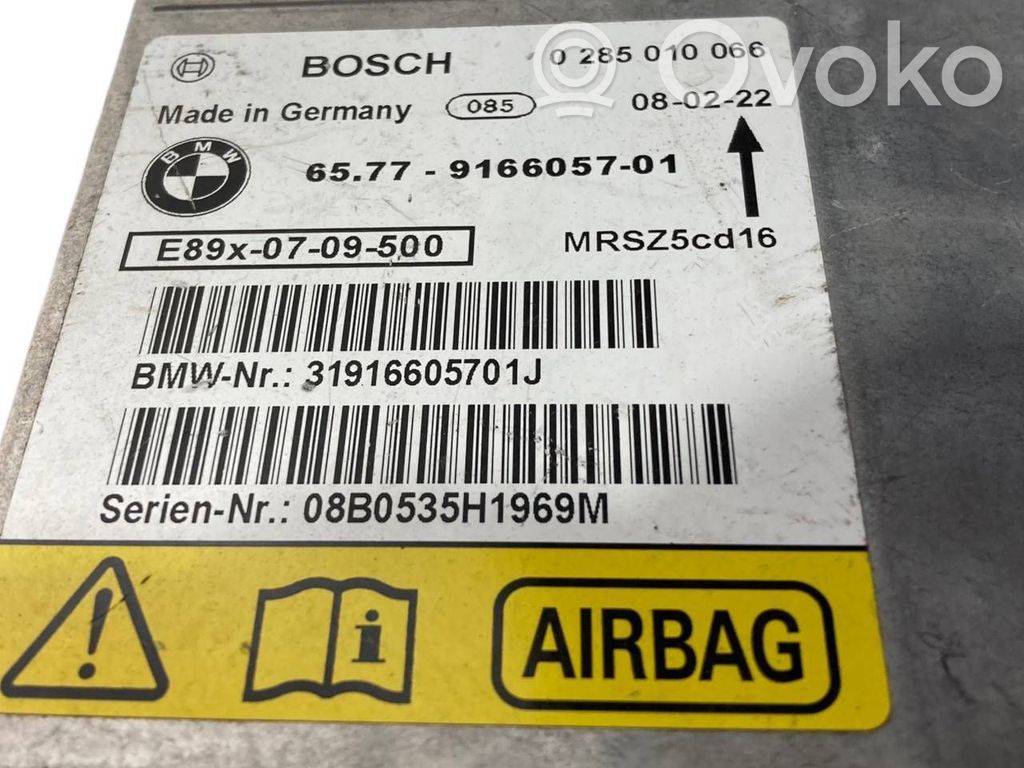 BOSCH 0 285 010 066
Made in Germany 085 08-02-22
BMW 65.77 - 9166057-01
E89x-07-09-500 MRSZ5cd16
BMW-Nr.: 31916605701J
Serien-Nr.: 08B0535H1969M
! i AIRBAG
Ovoko